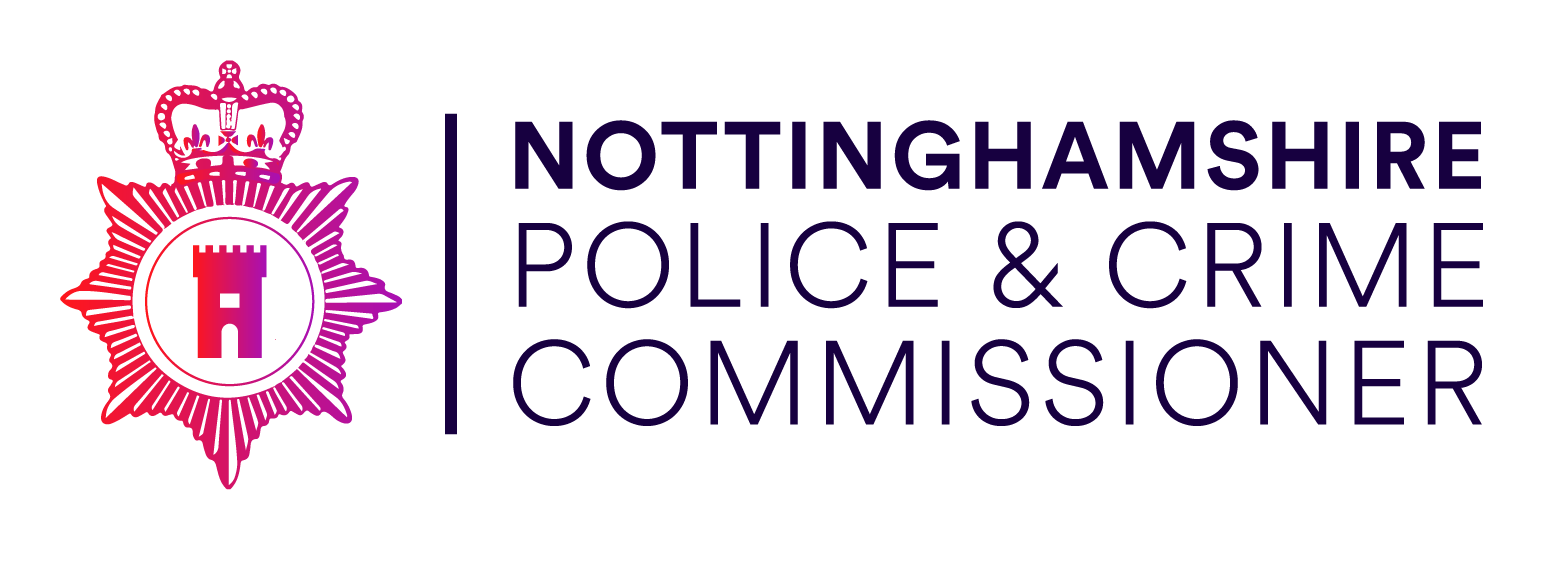 NOTTINGHAMSHIRE
POLICE & CRIME
COMMISSIONER